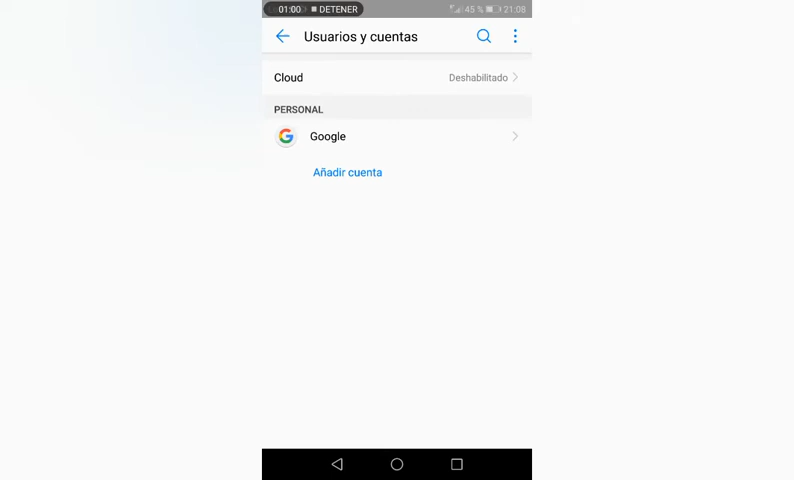 01:00 DETENER 45 % 21:08
Usuarios y cuentas
Cloud Deshabilitado
PERSONAL
Google
Añadir cuenta